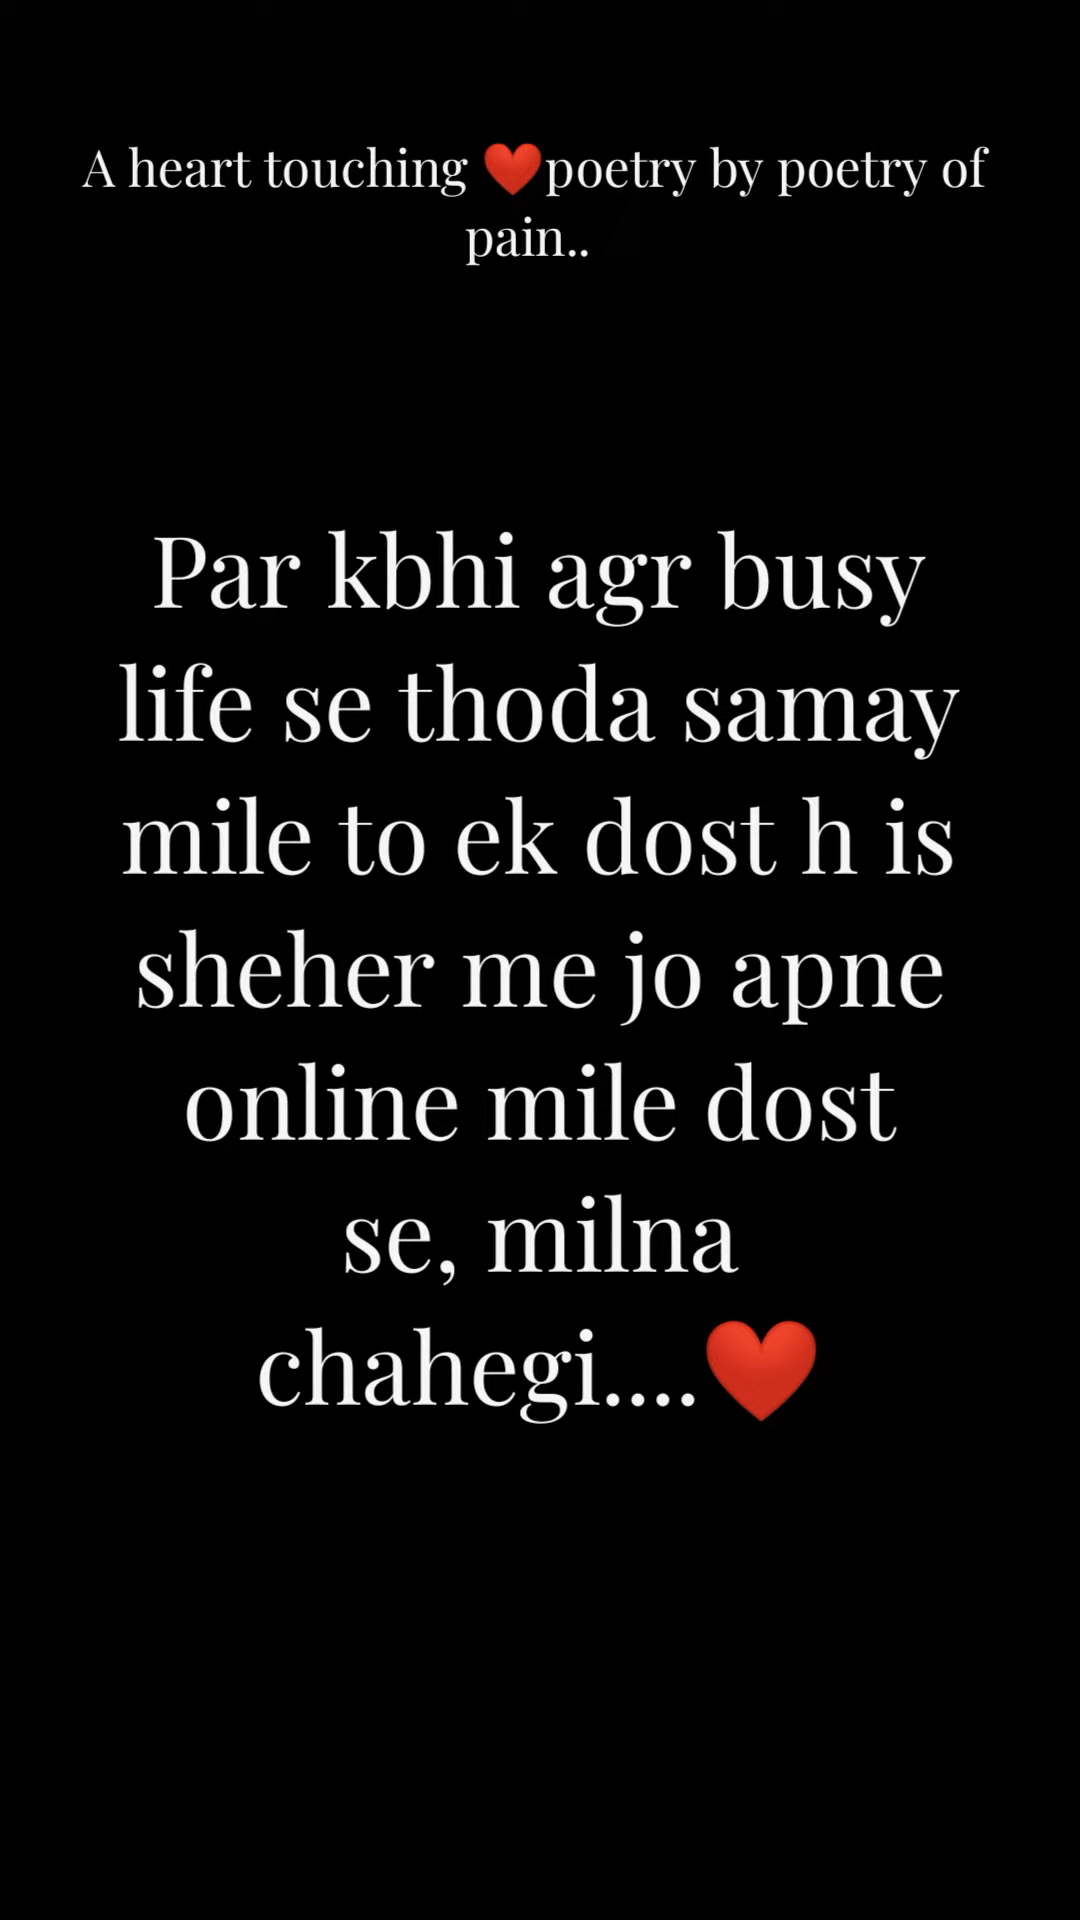 A heart touching ❤️poetry by poetry of
pain..
Par kbhi agr busy
life se thoda samay
mile to ek dost h is
sheher me jo apne
online mile dost
se, milna
chahegi....❤️